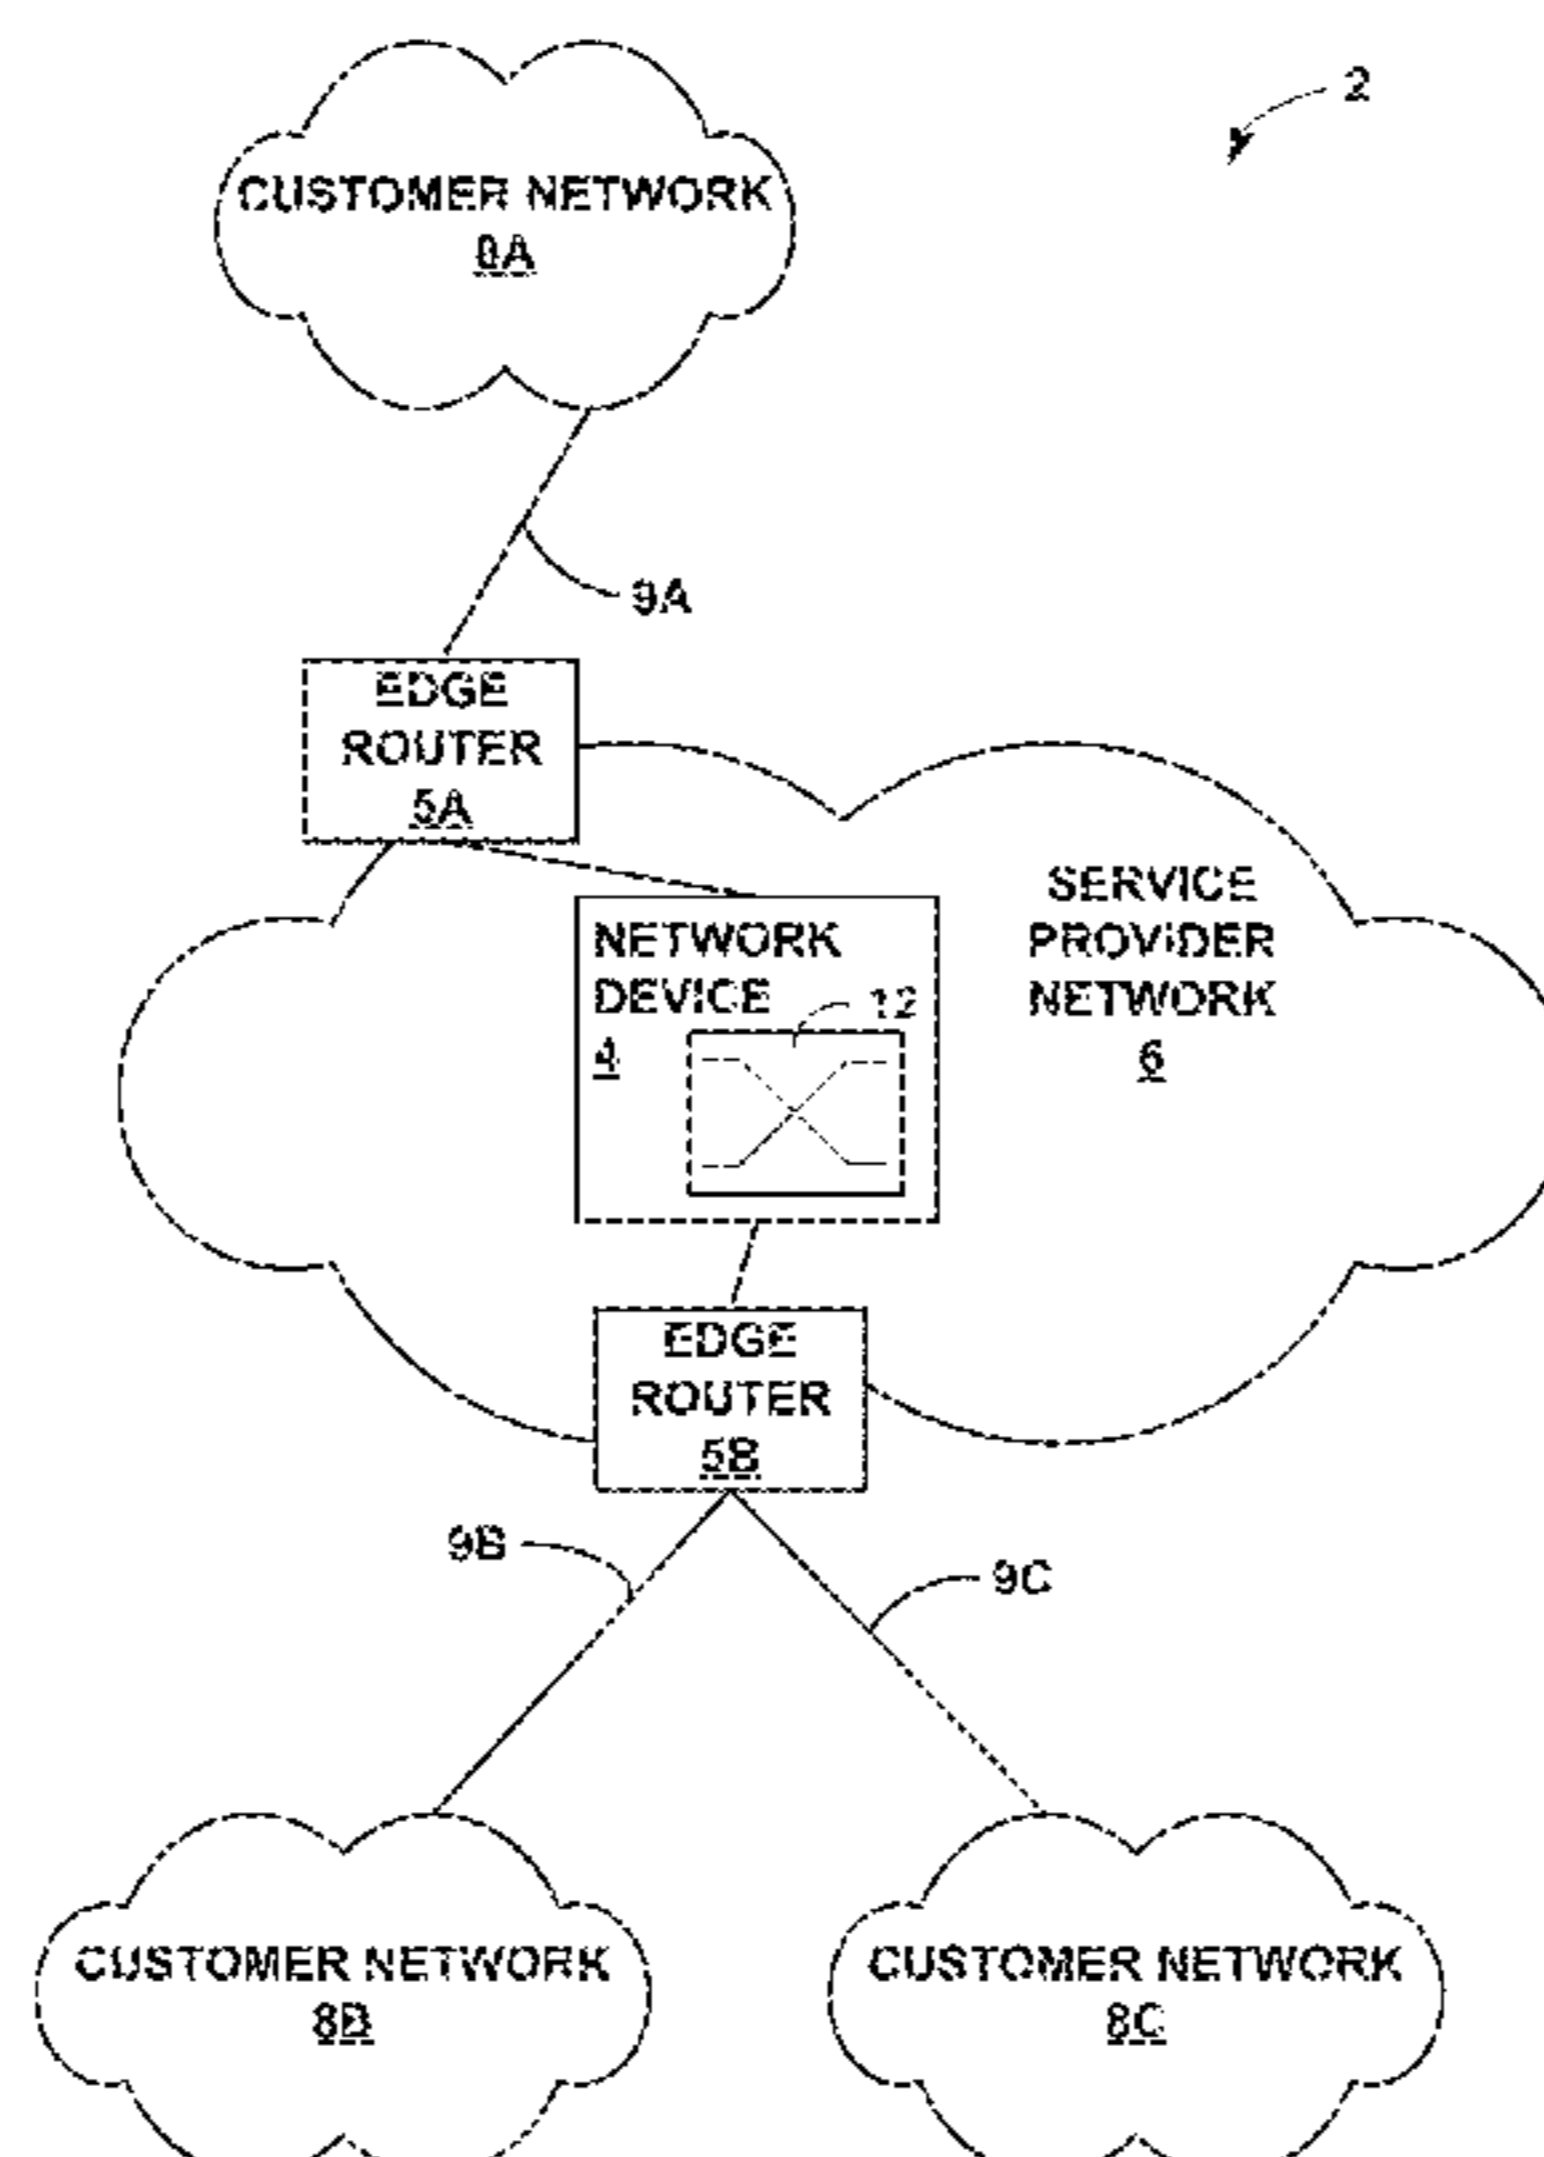 2
CUSTOMER NETWORK
8A
9A
EDGE
ROUTER
5A
SERVICE
PROVIDER
NETWORK
6
NETWORK
DEVICE
4
12
EDGE
ROUTER
5B
9B
9C
CUSTOMER NETWORK
8B
CUSTOMER NETWORK
8C